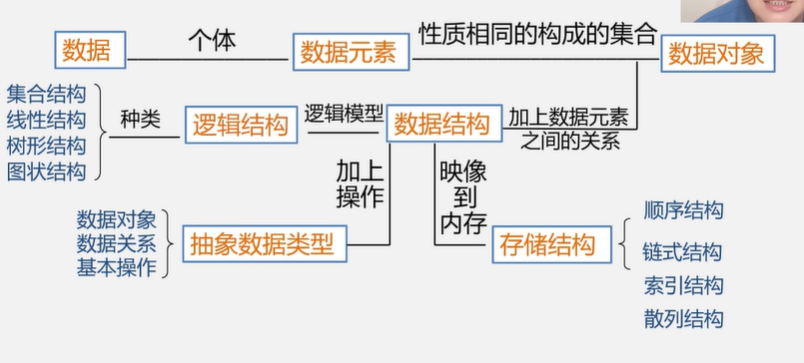 数据
个体
数据元素
性质相同的构成的集合
数据对象
集合结构
线性结构
树形结构
图状结构
种类
逻辑结构
逻辑模型
数据结构
加上数据元素
之间的关系
加上
操作
映像
到
内存
数据对象
数据关系
基本操作
抽象数据类型
存储结构
顺序结构
链式结构
索引结构
散列结构